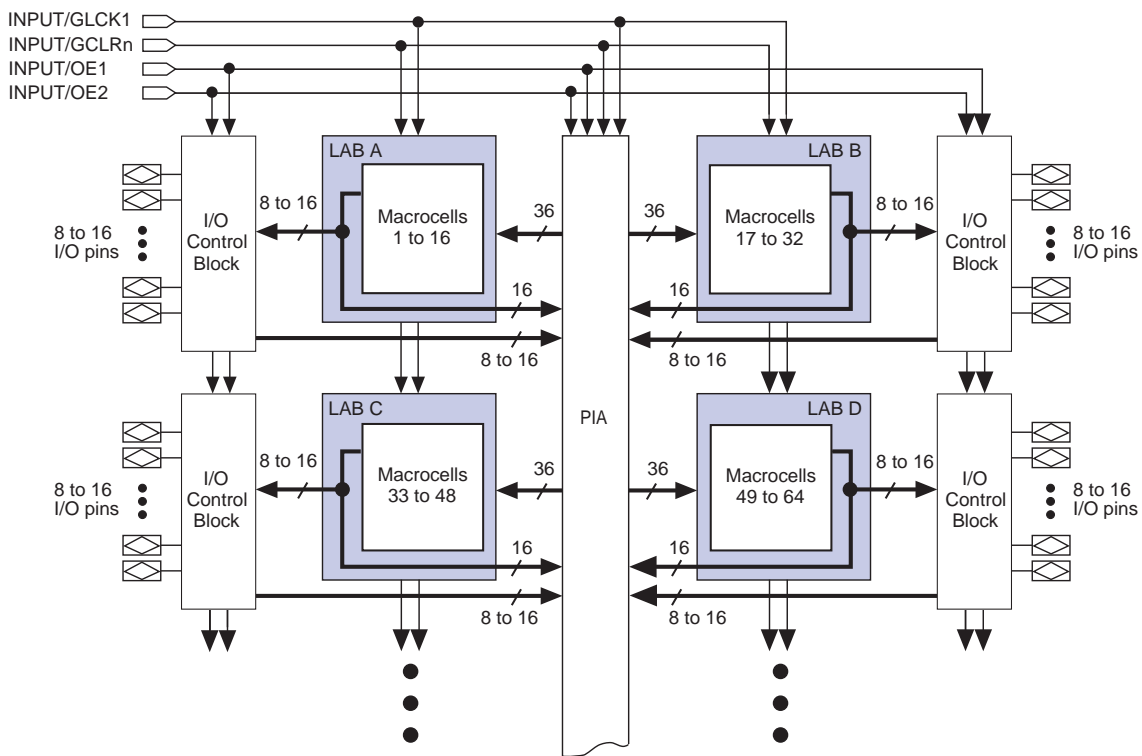 INPUT/GLCK1
INPUT/GCLRn
INPUT/OE1
INPUT/OE2
LAB A
LAB B
8 to 16
I/O pins
I/O
Control
Block
8 to 16
Macrocells
1 to 16
36
36
Macrocells
17 to 32
8 to 16
I/O
Control
Block
8 to 16
I/O pins
16
16
8 to 16
8 to 16
LAB C
PIA
LAB D
8 to 16
I/O pins
I/O
Control
Block
8 to 16
Macrocells
33 to 48
36
36
Macrocells
49 to 64
8 to 16
I/O
Control
Block
8 to 16
I/O pins
16
16
8 to 16
8 to 16